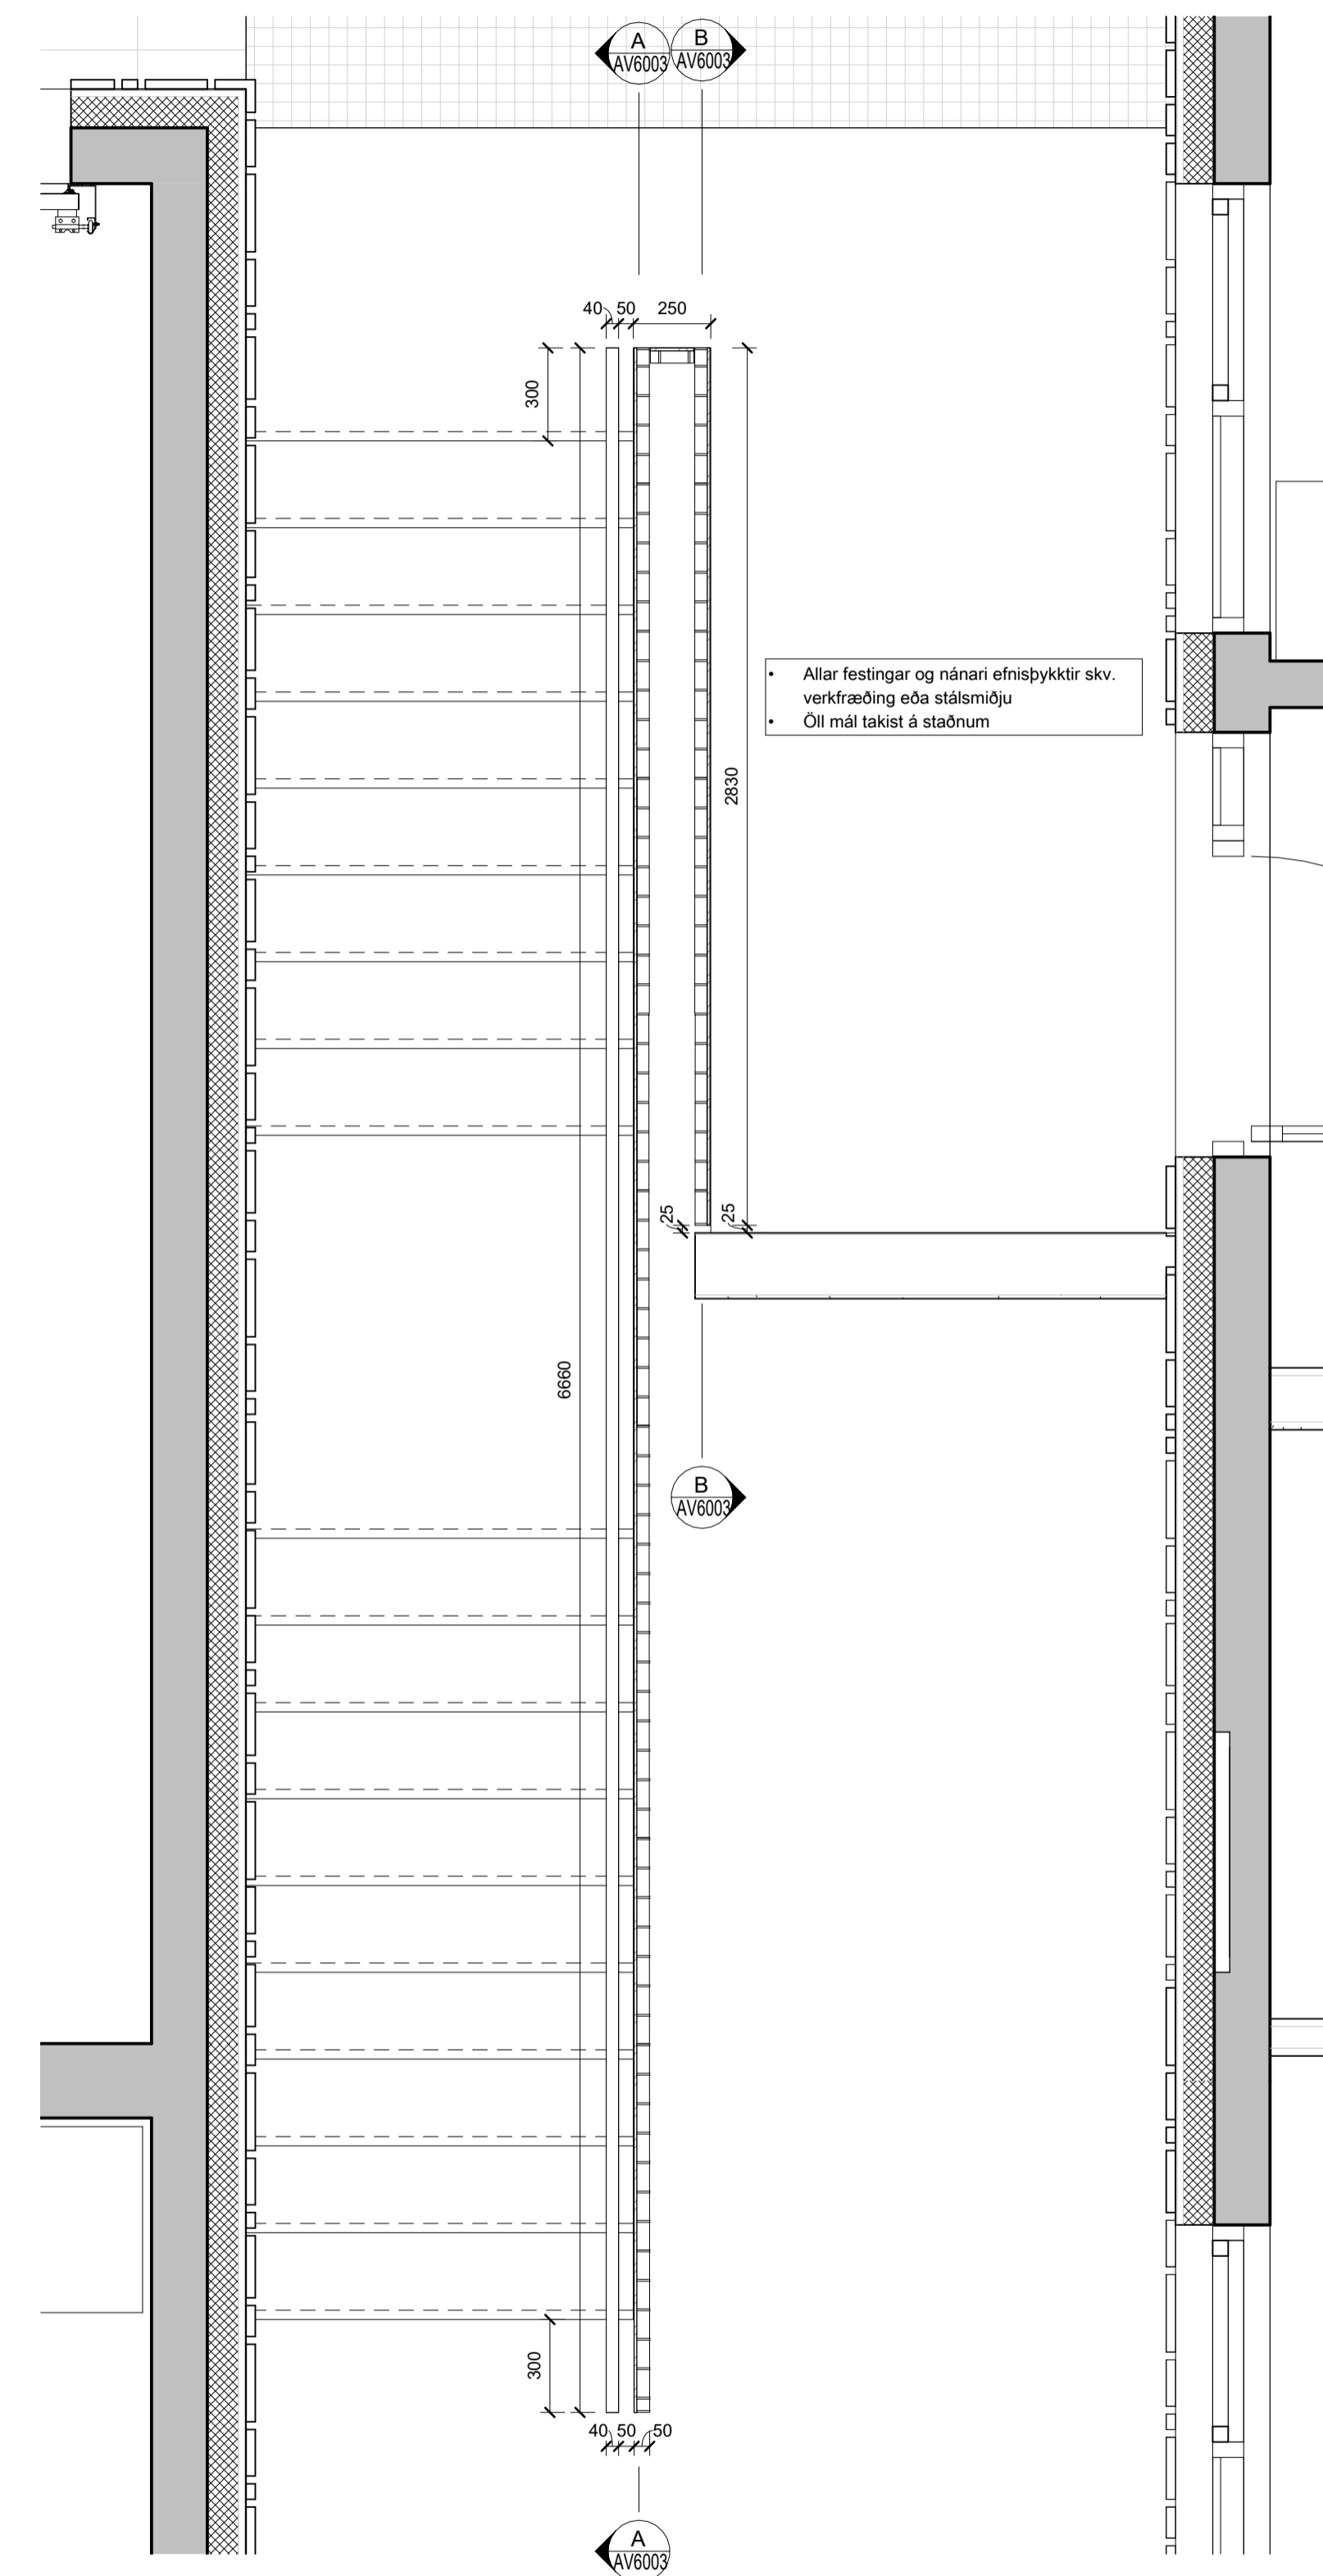 A
AV6003
B
AV6003
40
50
250
300
• Allar festingar og nánari efnisþykktir skv.
verkfræðing eða stálsmiðju
• Öll mál takist á staðnum
2830
25
25
6660
B
AV6003
300
40
50
50
A
AV6003